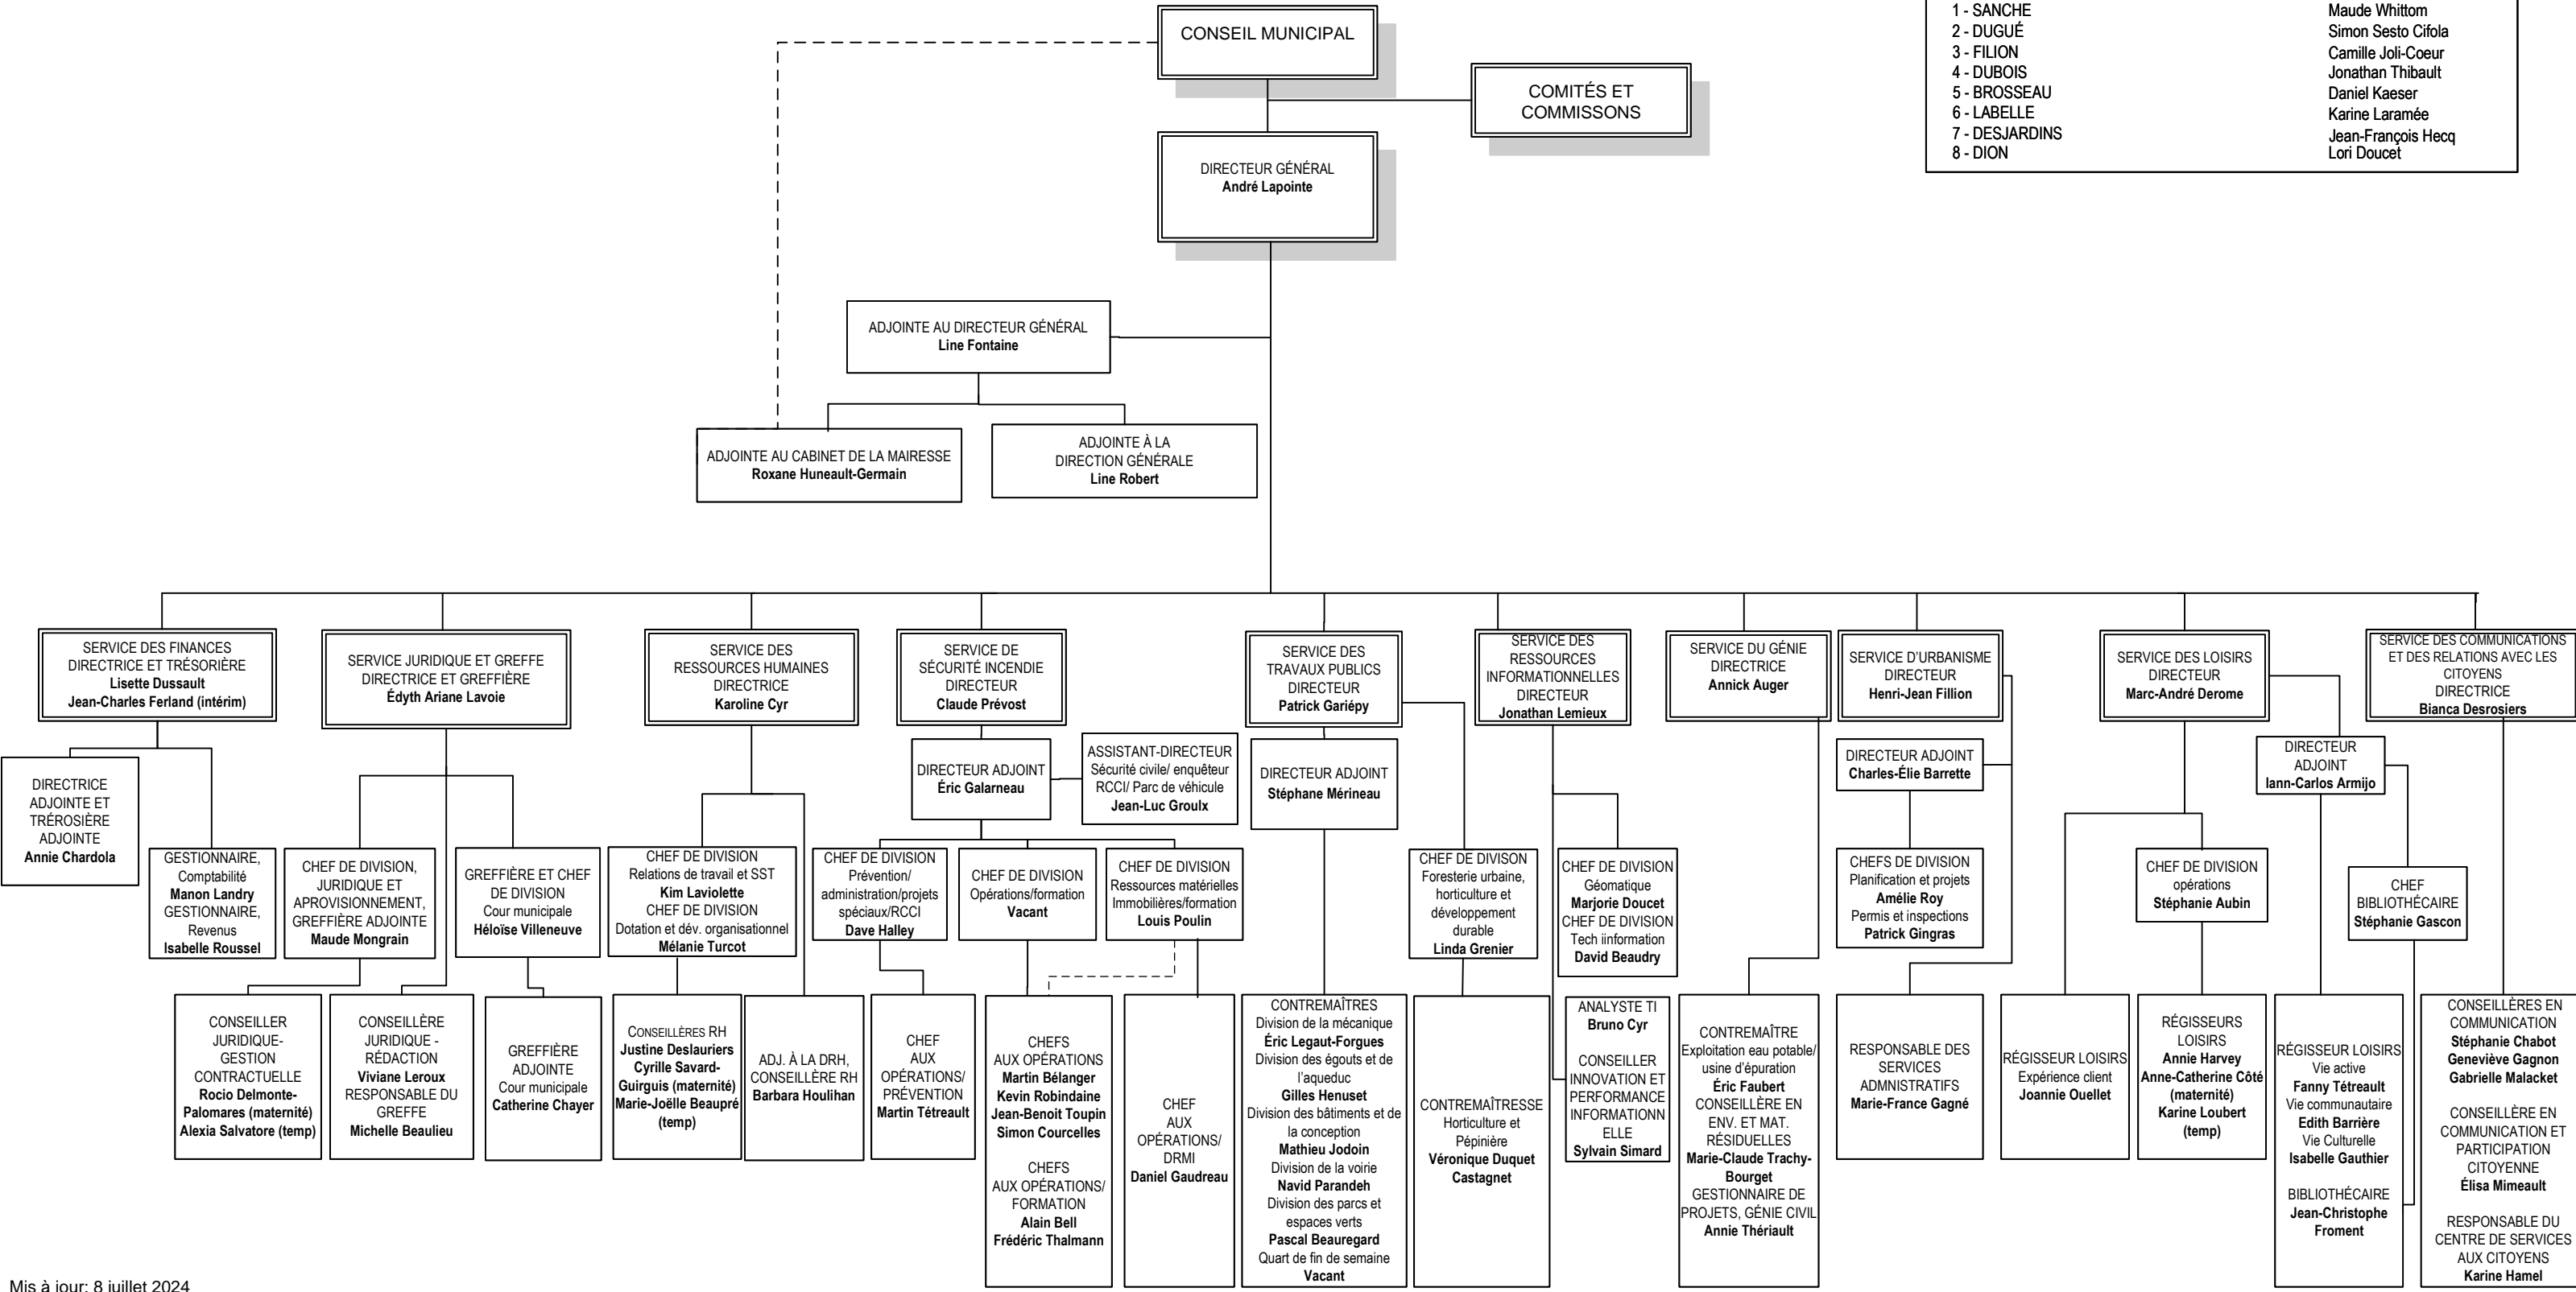 CONSEIL MUNICIPAL
COMITÉS ET
COMMISSONS
1 - SANCHE Maude Whittom
2 - DUGUÉ Simon Sesto Cifola
3 - FILION Camille Joli-Coeur
4 - DUBOIS Jonathan Thibault
5 - BROSSEAU Daniel Kaeser
6 - LABELLE Karine Laramée
7 - DESJARDINS Jean-François Hecq
8 - DION Lori Doucet
DIRECTEUR GÉNÉRAL
André Lapointe
ADJOINTE AU DIRECTEUR GÉNÉRAL
Line Fontaine
ADJOINTE AU CABINET DE LA MAIRESSE
Roxane Huneault-Germain
ADJOINTE À LA
DIRECTION GÉNÉRALE
Line Robert
SERVICE DES FINANCES
DIRECTRICE ET TRÉSORIÈRE
Lisette Dussault
Jean-Charles Ferland (intérim)
SERVICE JURIDIQUE ET GREFFE
DIRECTRICE ET GREFFIÈRE
Édyth Ariane Lavoie
SERVICE DES
RESSOURCES HUMAINES
DIRECTRICE
Karoline Cyr
SERVICE DE
SÉCURITÉ INCENDIE
DIRECTEUR
Claude Prévost
SERVICE DES
TRAVAUX PUBLICS
DIRECTEUR
Patrick Gariépy
SERVICE DES
RESSOURCES
INFORMATIONNELLES
DIRECTEUR
Jonathan Lemieux
SERVICE DU GÉNIE
DIRECTRICE
Annick Auger
SERVICE D'URBANISME
DIRECTEUR
Henri-Jean Fillion
SERVICE DES LOISIRS
DIRECTEUR
Marc-André Derome
SERVICE DES COMMUNICATIONS
ET DES RELATIONS AVEC LES
CITOYENS
DIRECTRICE
Bianca Desrosiers
DIRECTRICE
ADJOINTE ET
TRÉROSIÈRE
ADJOINTE
Annie Chardola
DIRECTEUR ADJOINT
Éric Galarneau
ASSISTANT-DIRECTEUR
Sécurité civile/ enquêteur
RCCI/ Parc de véhicule
Jean-Luc Groulx
DIRECTEUR ADJOINT
Stéphane Mérineau
DIRECTEUR ADJOINT
Charles-Élie Barrette
DIRECTEUR
ADJOINT
Iann-Carlos Armijo
GESTIONNAIRE,
Comptabilité
Manon Landry
GESTIONNAIRE,
Revenus
Isabelle Roussel
CHEF DE DIVISION,
JURIDIQUE ET
APROVISIONNEMENT,
GREFFIÈRE ADJOINTE
Maude Mongrain
GREFFIÈRE ET CHEF
DE DIVISION
Cour municipale
Héloïse Villeneuve
CHEF DE DIVISION
Relations de travail et SST
Kim Laviolette
CHEF DE DIVISION
Dotation et dév. organisationnel
Mélanie Turcot
CHEF DE DIVISION
Prévention/
administration/projets
spéciaux/RCCI
Dave Halley
CHEF DE DIVISION
Opérations/formation
Vacant
CHEF DE DIVISION
Ressources matérielles
Immobilières/formation
Louis Poulin
CHEF DE DIVISON
Foresterie urbaine,
horticulture et
développement
durable
Linda Grenier
CHEF DE DIVISION
Géomatique
Marjorie Doucet
CHEF DE DIVISION
Tech iinformation
David Beaudry
CHEFS DE DIVISION
Planification et projets
Amélie Roy
Permis et inspections
Patrick Gingras
CHEF DE DIVISION
opérations
Stéphanie Aubin
CHEF
BIBLIOTHÉCAIRE
Stéphanie Gascon
CONSEILLER
JURIDIQUE-
GESTION
CONTRACTUELLE
Rocio Delmonte-
Palomares (maternité)
Alexia Salvatore (temp)
CONSEILLÈRE
JURIDIQUE -
RÉDACTION
Viviane Leroux
RESPONSABLE DU
GREFFE
Michelle Beaulieu
GREFFIÈRE
ADJOINTE
Cour municipale
Catherine Chayer
CONSEILLÈRES RH
Justine Deslauriers
Cyrille Savard-
Guirguis (maternité)
Marie-Joëlle Beaupré
(temp)
ADJ. À LA DRH,
CONSEILLÈRE RH
Barbara Houlihan
CHEF
AUX
OPÉRATIONS/
PRÉVENTION
Martin Tétreault
CHEFS
AUX OPÉRATIONS
Martin Bélanger
Kevin Robindaine
Jean-Benoit Toupin
Simon Courcelles
CHEFS
AUX OPÉRATIONS/
FORMATION
Alain Bell
Frédéric Thalmann
CHEF
AUX
OPÉRATIONS/
DRMI
Daniel Gaudreau
CONTREMAÎTRES
Division de la mécanique
Éric Legaut-Forgues
Division des égouts et de
l'aqueduc
Gilles Henuset
Division des bâtiments et de
la conception
Mathieu Jodoin
Division de la voirie
Navid Parandeh
Division des parcs et
espaces verts
Pascal Beauregard
Quart de fin de semaine
Vacant
CONTREMAÎTRESSE
Horticulture et
Pépinière
Véronique Duquet
Castagnet
ANALYSTE TI
Bruno Cyr
CONSEILLER
INNOVATION ET
PERFORMANCE
INFORMATIONN
ELLE
Sylvain Simard
CONTREMAÎTRE
Exploitation eau potable/
usine d'épuration
Éric Faubert
CONSEILLÈRE EN
ENV. ET MAT.
RÉSIDUELLES
Marie-Claude Trachy-
Bourget
GESTIONNAIRE DE
PROJETS, GÉNIE CIVIL
Annie Thériault
RESPONSABLE DES
SERVICES
ADMNISTRATIFS
Marie-France Gagné
RÉGISSEUR LOISIRS
Expérience client
Joannie Ouellet
RÉGISSEURS
LOISIRS
Annie Harvey
Anne-Catherine Côté
(maternité)
Karine Loubert
(temp)
RÉGISSEUR LOISIRS
Vie active
Fanny Tétreault
Vie communautaire
Edith Barrière
Vie Culturelle
Isabelle Gauthier
BIBLIOTHÉCAIRE
Jean-Christophe
Froment
CONSEILLÈRES EN
COMMUNICATION
Stéphanie Chabot
Geneviève Gagnon
Gabrielle Malacket
CONSEILLÈRE EN
COMMUNICATION ET
PARTICIPATION
CITOYENNE
Élisa Mimeault
RESPONSABLE DU
CENTRE DE SERVICES
AUX CITOYENS
Karine Hamel
Mis à jour: 8 juillet 2024